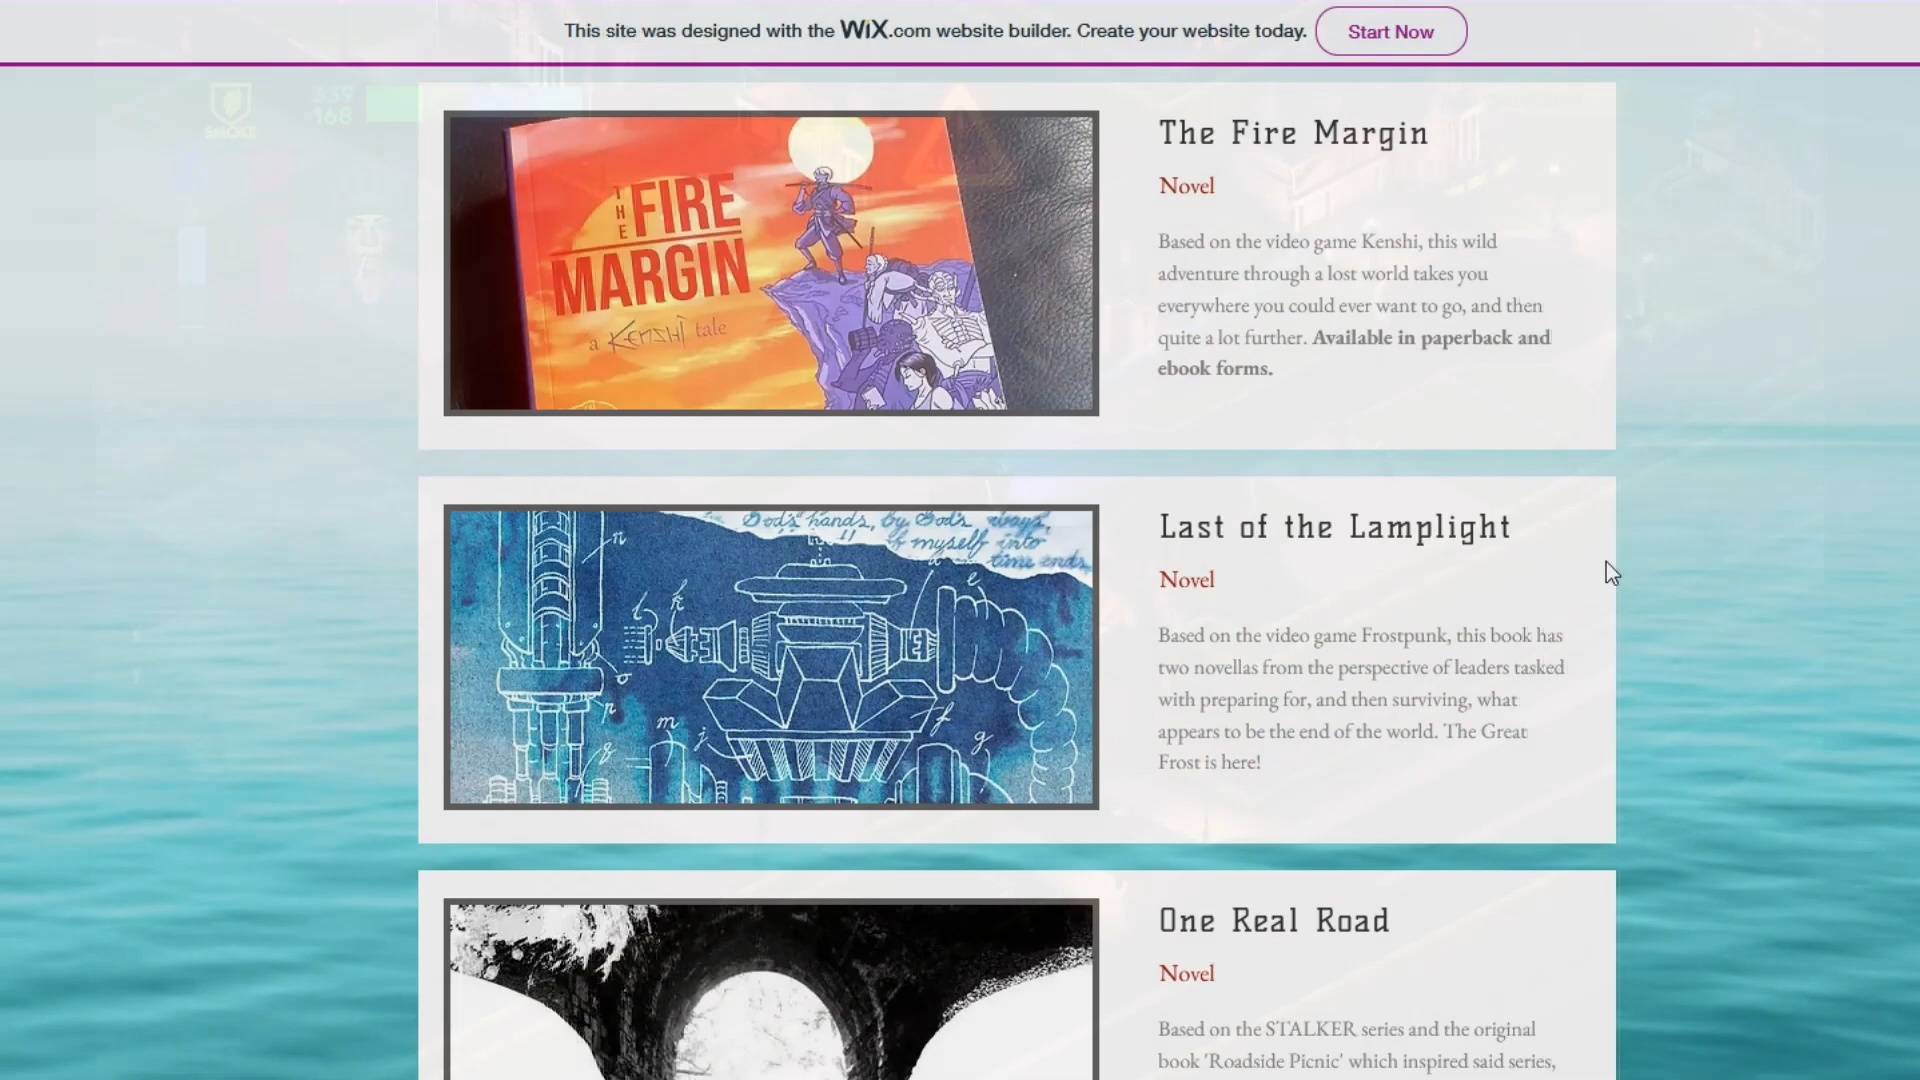 This site was designed with the WiX.com website builder. Create your website today. Start Now
SMOKE
339
168
THE FIRE
MARGIN
a KENSHI tale
The Fire Margin
Novel
Based on the video game Kenshi, this wild
adventure through a lost world takes you
everywhere you could ever want to go, and then
quite a lot further. Available in paperback and
ebook forms.
God's hands, by God's ways,
of myself into
time ends
n
a
e
l
k
o
p
m
f
g
g
j
Last of the Lamplight
Novel
Based on the video game Frostpunk, this book has
two novellas from the perspective of leaders tasked
with preparing for, and then surviving, what
appears to be the end of the world. The Great
Frost is here!
One Real Road
Novel
Based on the STALKER series and the original
book 'Roadside Picnic' which inspired said series,